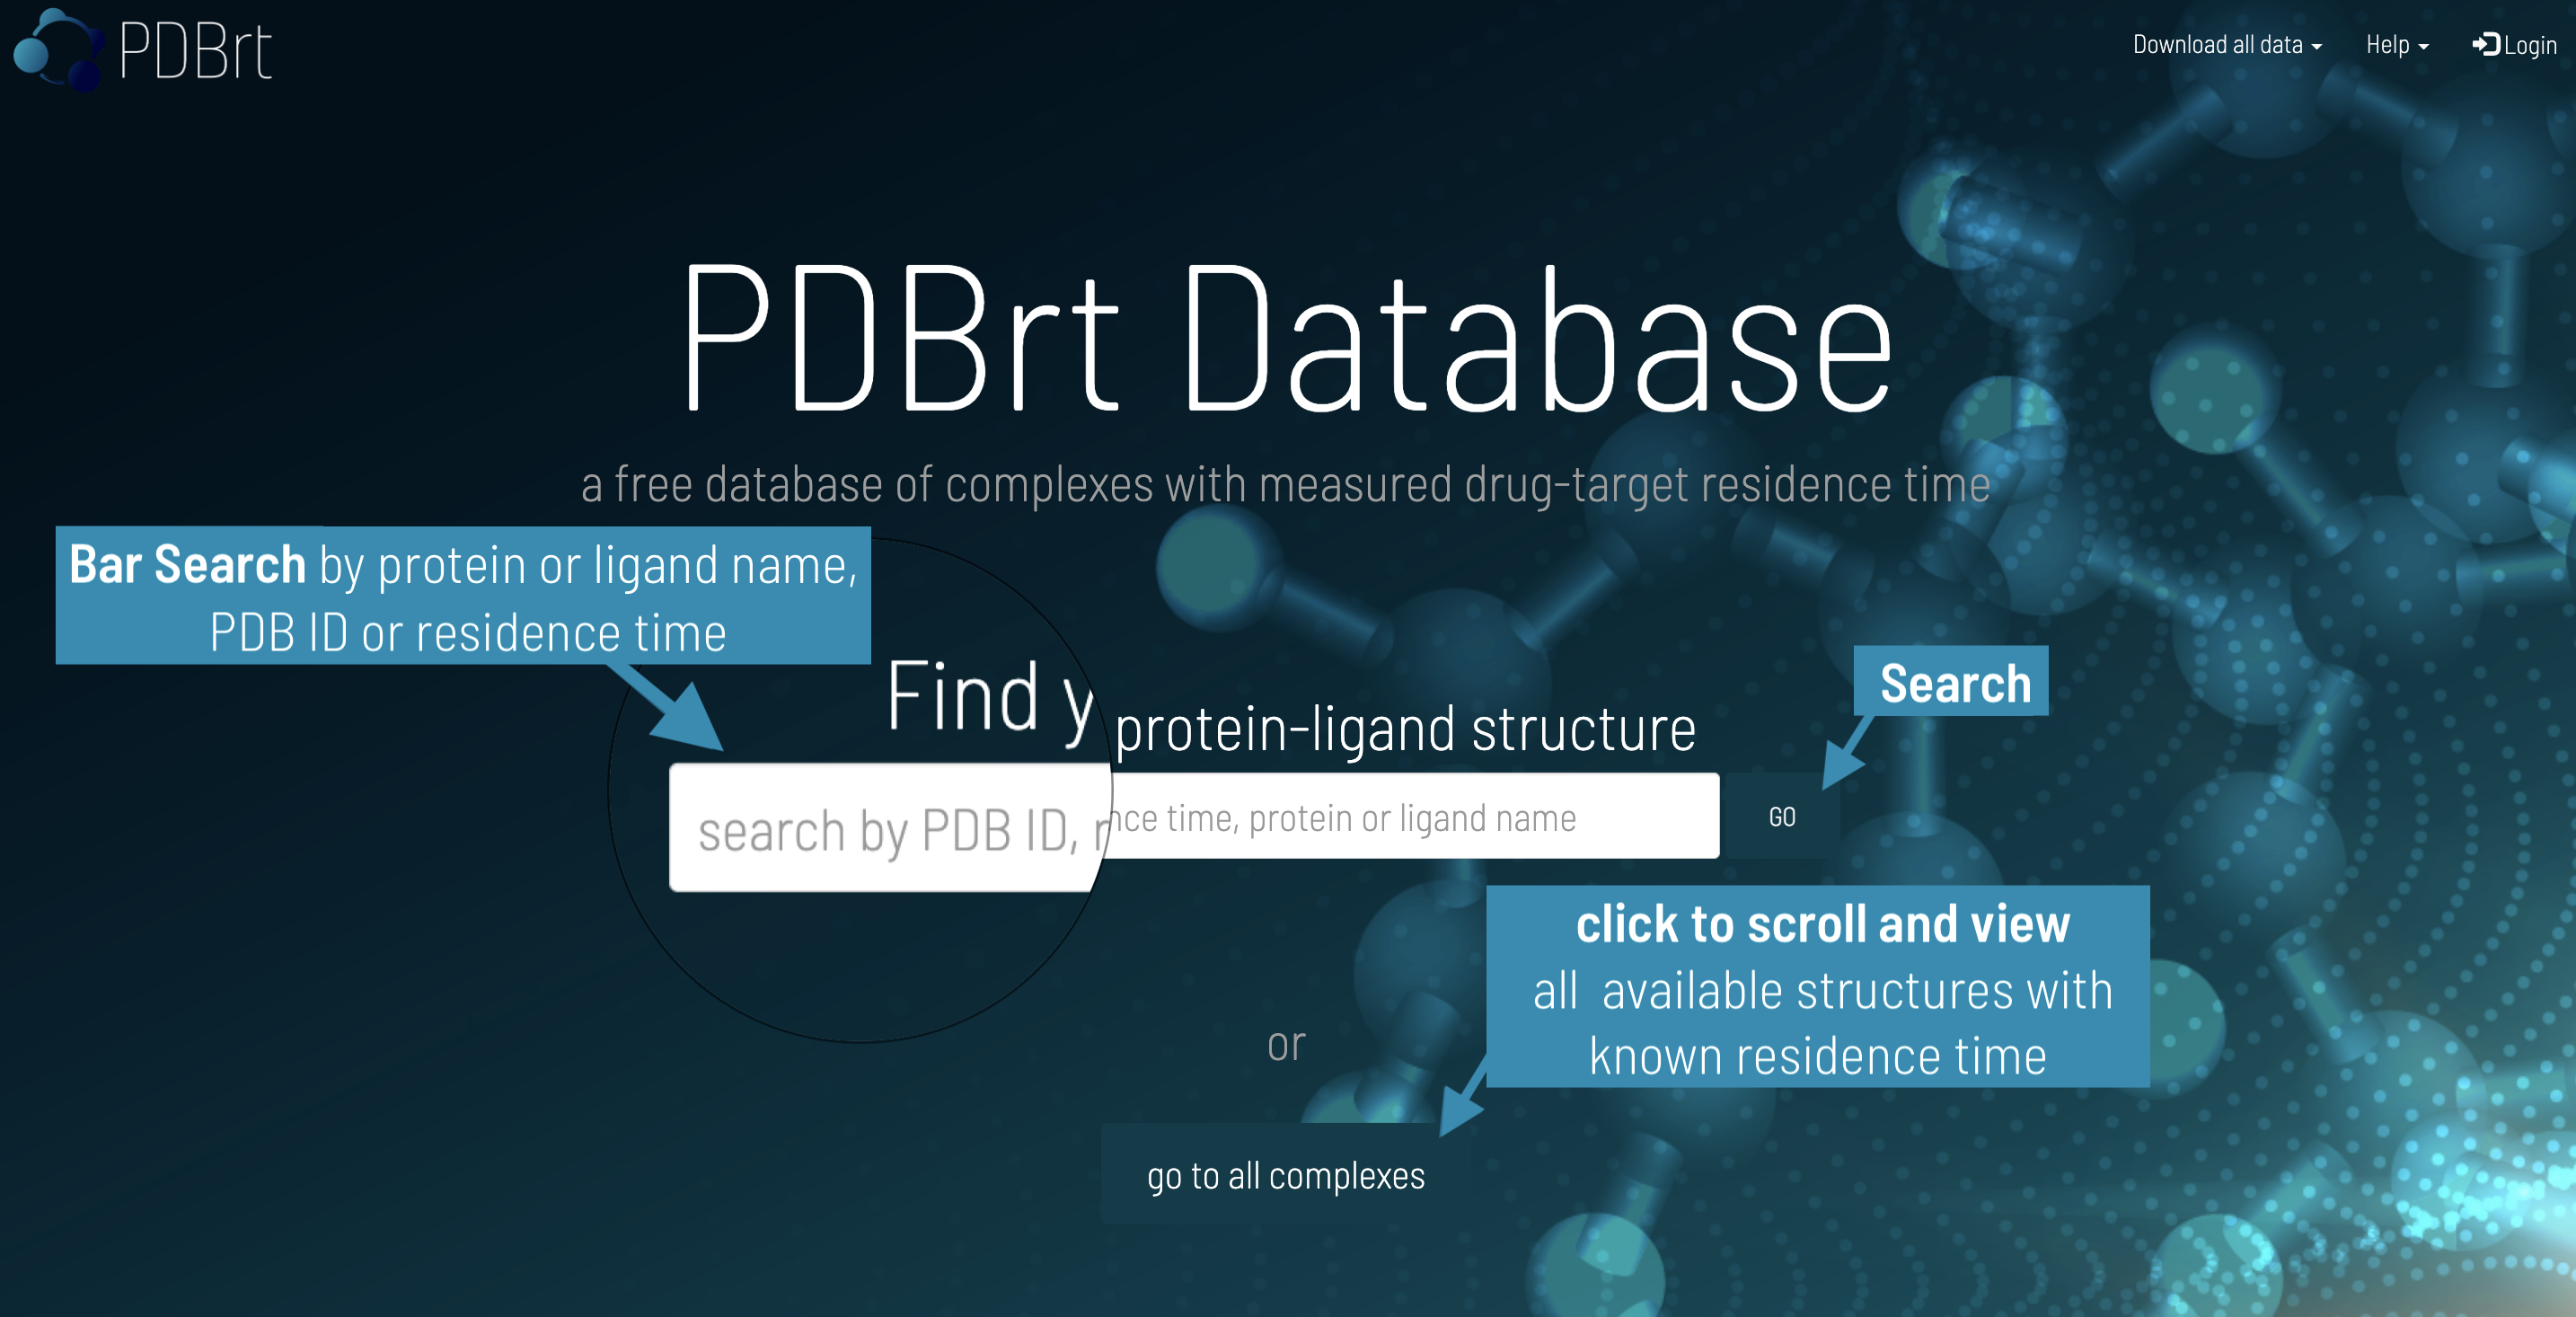 PDBrt
Download all data
Help
Login
PDBrt Database
a free database of complexes with measured drug-target residence time
Bar Search by protein or ligand name,
PDB ID or residence time
Find y protein-ligand structure
Search
search by PDB ID, nce time, protein or ligand name
GO
click to scroll and view
all available structures with
known residence time
or
go to all complexes